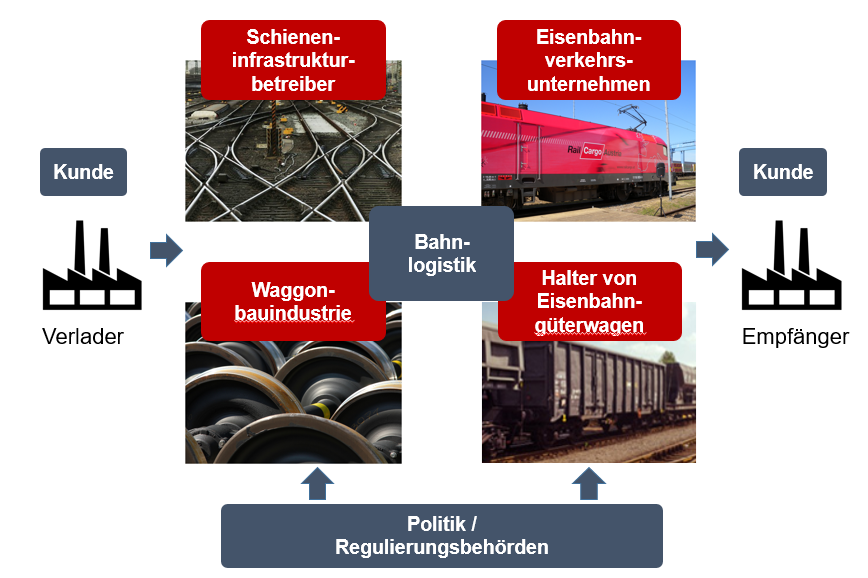 Schienen-
infrastruktur-
betreiber
Eisenbahn-
verkehrs-
unternehmen
Rail Cargo
Kunde
Kunde
Bahn-
logistik
Waggon-
bauindustrie
Halter von
Eisenbahn-
güterwagen
Verlader
Empfänger
Politik /
Regulierungsbehörden